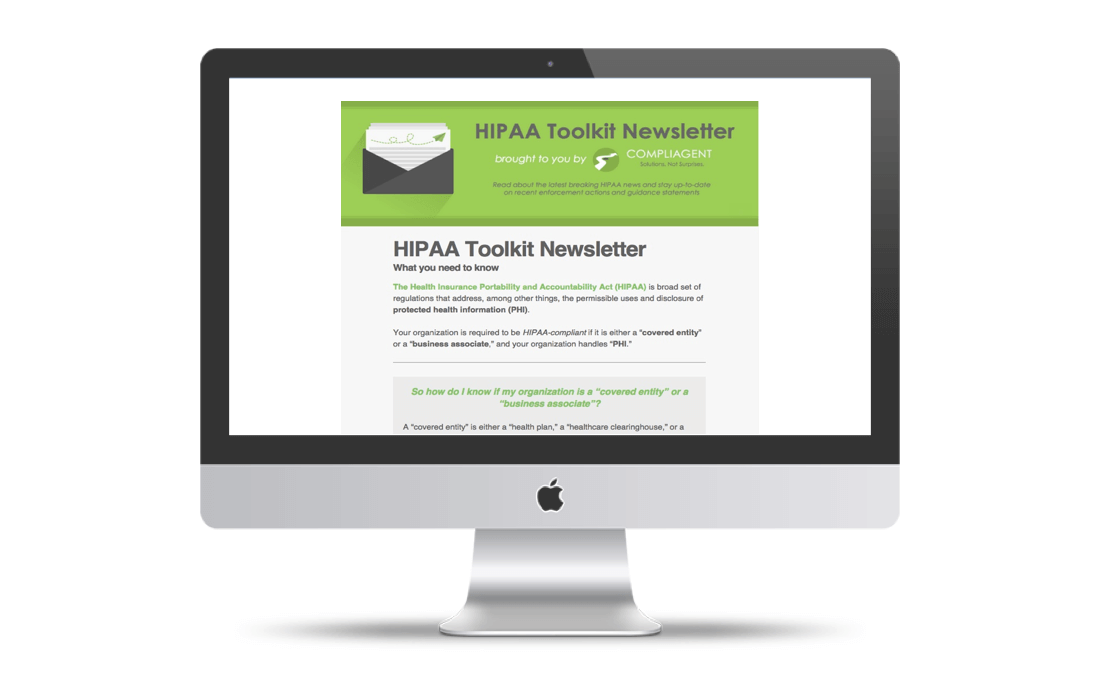 HIPAA Toolkit Newsletter
brought to you by COMPLIAGENT
Solutions, Not Surprises.
Read about the latest breaking HIPAA news and stay up-to-date
on recent enforcement actions and guidance statements
HIPAA Toolkit Newsletter
What you need to know
The Health Insurance Portability and Accountability Act (HIPAA) is broad set of
regulations that address, among other things, the permissible uses and disclosure of
protected health information (PHI).
Your organization is required to be HIPAA-compliant if it is either a “covered entity”
or a “business associate,” and your organization handles “PHI.”
So how do I know if my organization is a “covered entity” or a
“business associate”?
A “covered entity” is either a “health plan,” a “healthcare clearinghouse,” or a